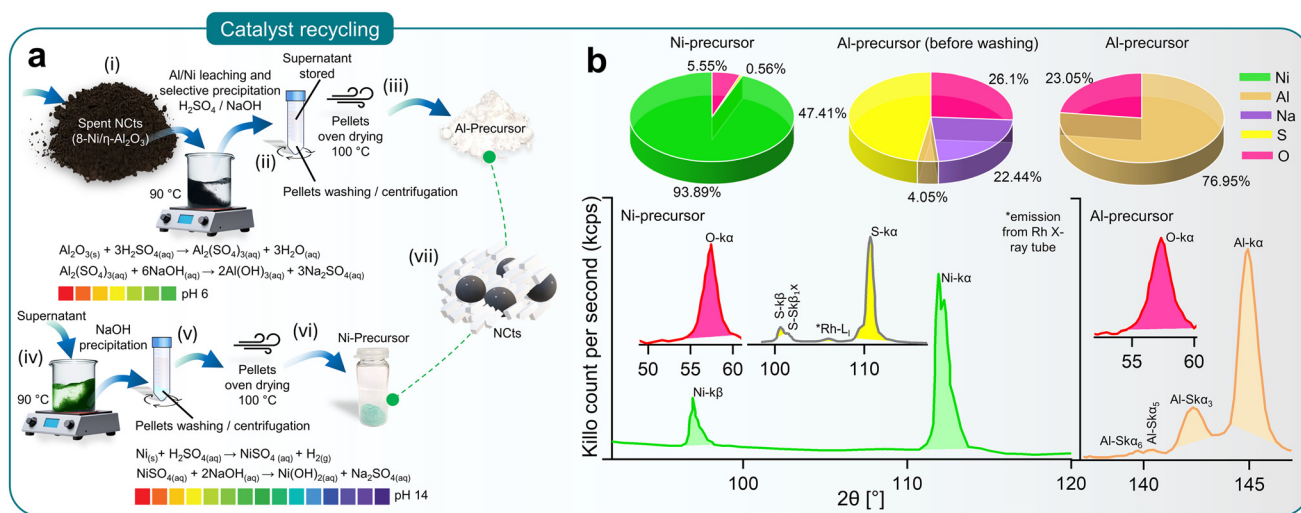 Catalyst recycling
a
(i)
Spent NCts
(8-Ni/η-Al₂O₃)
Al/Ni leaching and
selective precipitation
H₂SO₄ / NaOH
90 °C
Supernatant
stored
(ii)
Pellets washing / centrifugation
Pellets
oven drying
100 °C
(iii)
Al-Precursor
Al₂O₃(s) + 3H₂SO₄(aq) → Al₂(SO₄)₃(aq) + 3H₂O(aq)
Al₂(SO₄)₃(aq) + 6NaOH(aq) → 2Al(OH)₃(aq) + 3Na₂SO₄(aq)
pH 6
Supernatant
(iv)
90 °C
NaOH
precipitation
(v)
Pellets washing / centrifugation
Pellets
oven drying
100 °C
(vi)
Ni-Precursor
(vii)
NCts
Ni(s) + H₂SO₄(aq) → NiSO₄ (aq) + H₂(g)
NiSO₄(aq) + 2NaOH(aq) → Ni(OH)₂(aq) + Na₂SO₄(aq)
pH 14
b
Ni-precursor
5.55%
0.56%
93.89%
Al-precursor (before washing)
47.41%
26.1%
22.44%
4.05%
Al-precursor
23.05%
76.95%
Ni
Al
Na
S
O
Killo count per second (kcps)
Ni-precursor
O-kα
50 55 60
S-kβ
S-Skβ₁x
*Rh-Lₗ
S-kα
100 110
Ni-kβ
Ni-kα
*emission
from Rh X-
ray tube
100 110 120
Al-precursor
O-kα
55 60
Al-Skα₆
Al-Skα₅
Al-Skα₃
Al-kα
140 145
2θ [°]